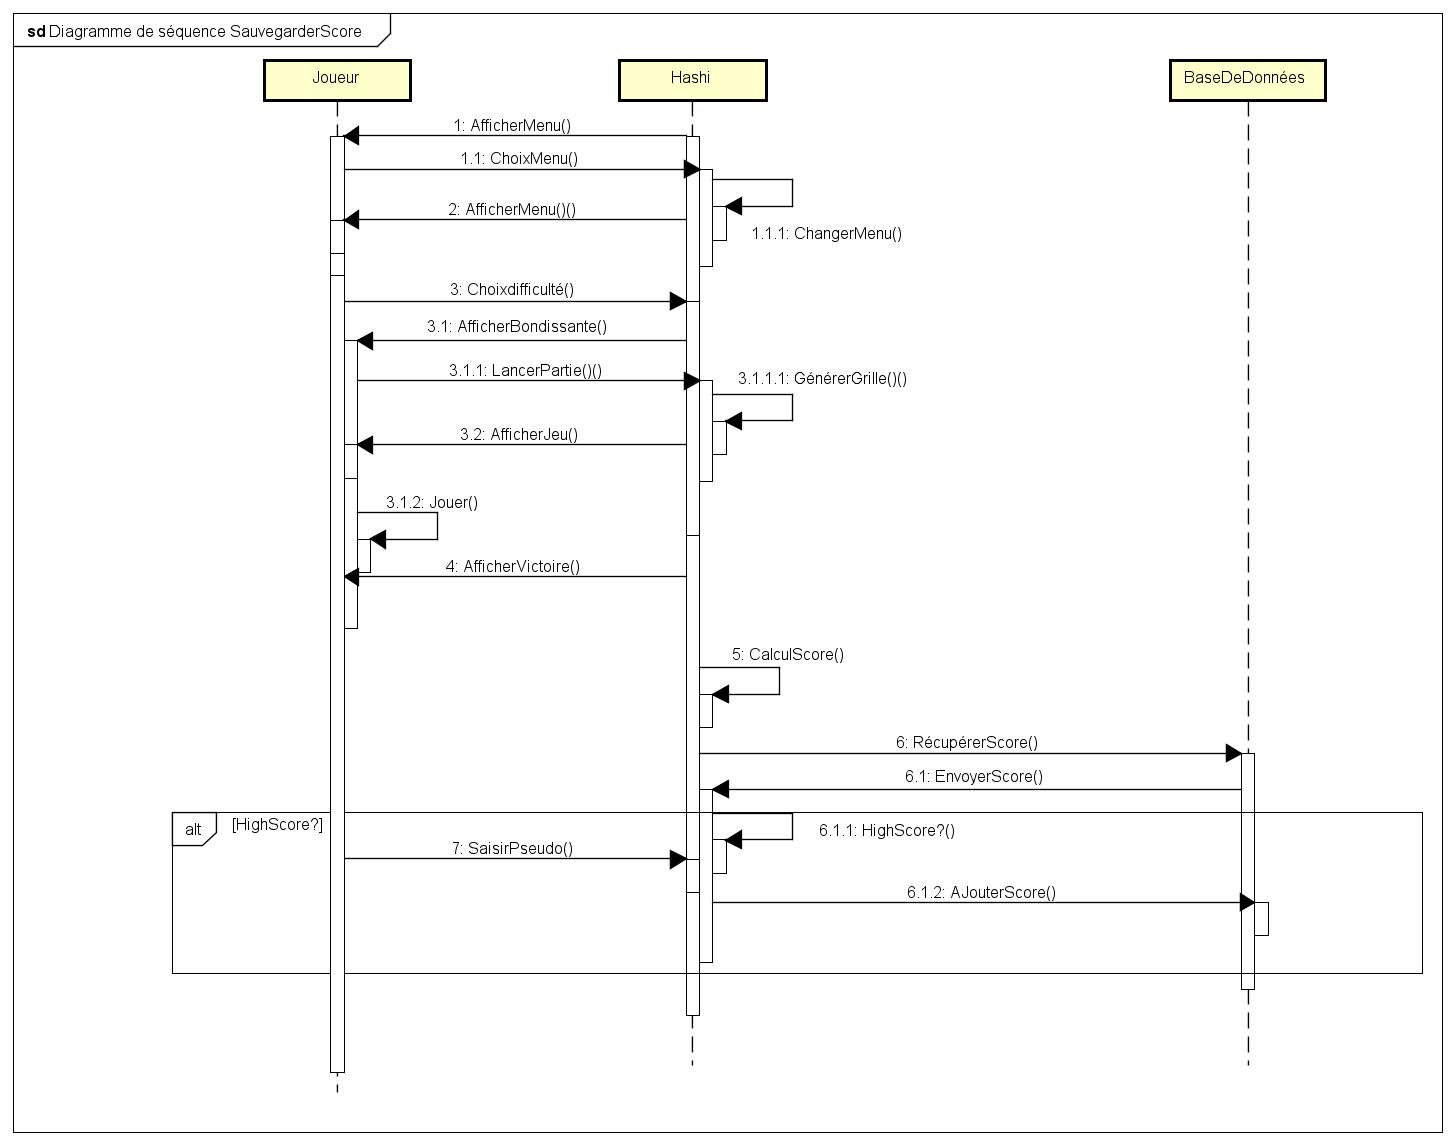 sd Diagramme de séquence SauvegarderScore
Joueur
Hashi
BaseDeDonnées
1: AfficherMenu()
1.1: ChoixMenu()
2: AfficherMenu()()
1.1.1: ChangerMenu()
3: Choixdifficulté()
3.1: AfficherBondissante()
3.1.1: LancerPartie()()
3.1.1.1: GénérerGrille()()
3.2: AfficherJeu()
3.1.2: Jouer()
4: AfficherVictoire()
5: CalculScore()
6: RécupérerScore()
6.1: EnvoyerScore()
alt
[HighScore?]
6.1.1: HighScore?()
7: SaisirPseudo()
6.1.2: AJouterScore()